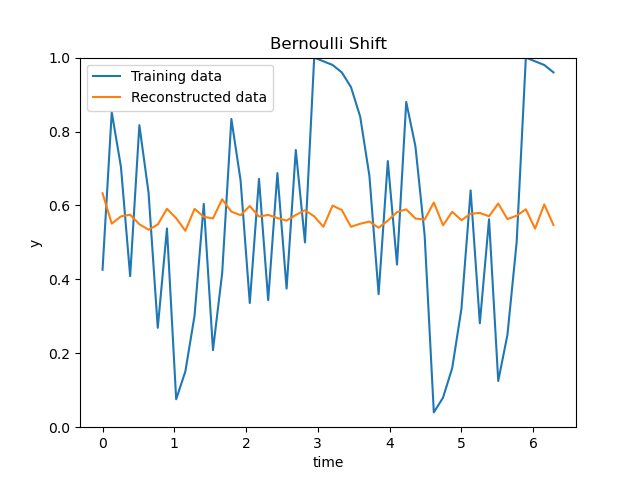 Bernoulli Shift
Training data
Reconstructed data
1.0
0.8
0.6
0.4
0.2
0.0
y
0 1 2 3 4 5 6
time